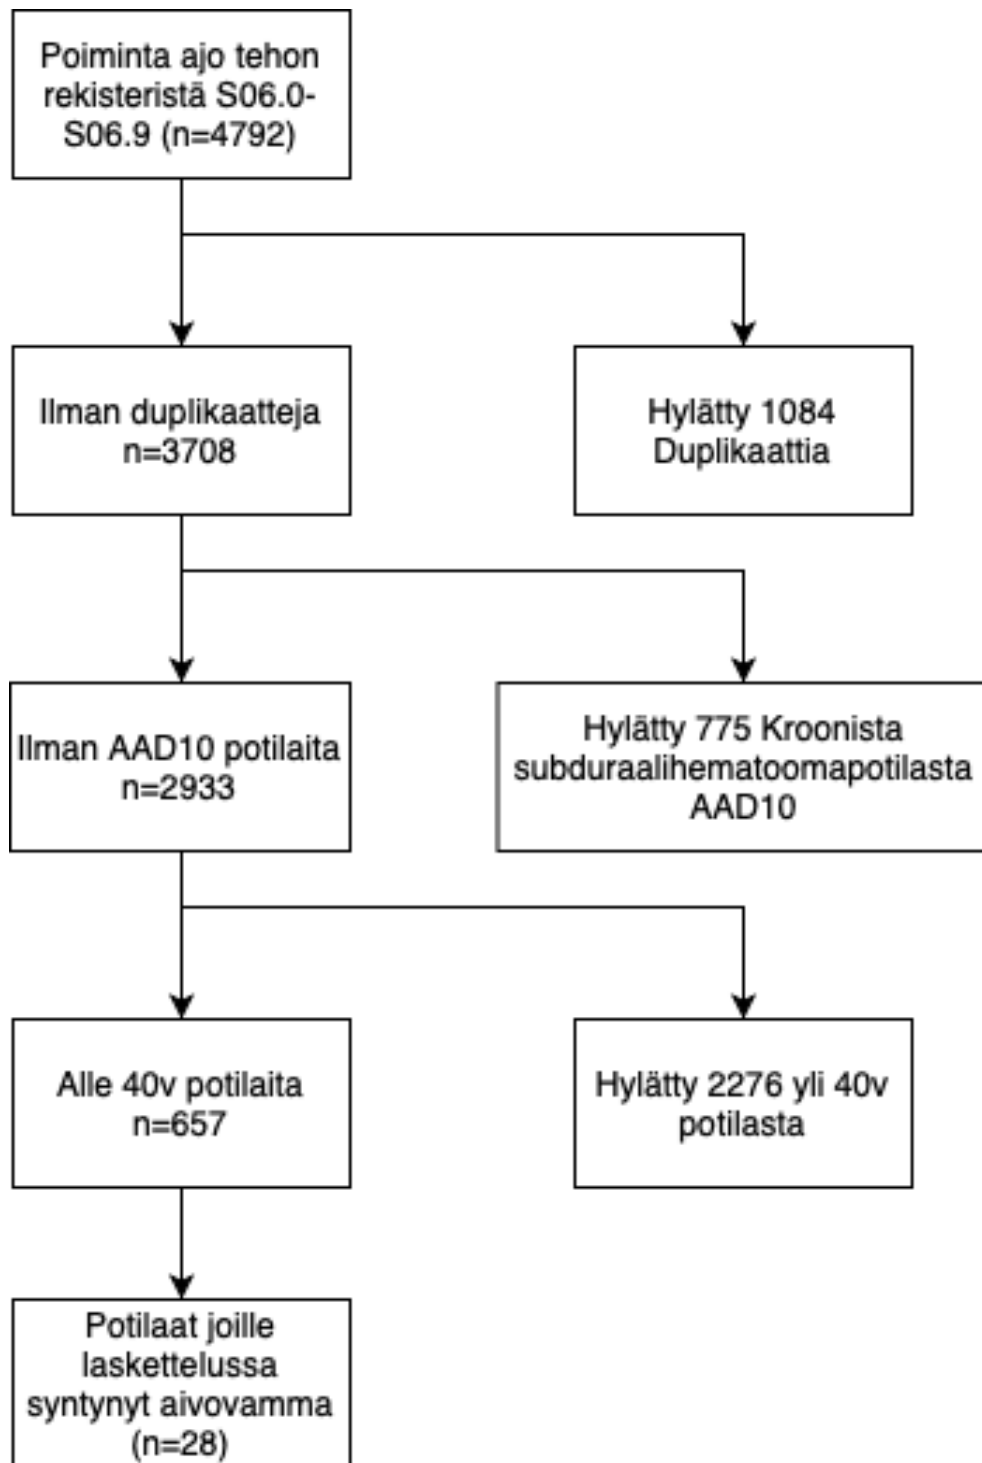 Poiminta ajo tehon
rekisteristä S06.0-
S06.9 (n=4792)
Ilman duplikaatteja
n=3708
Hylätty 1084
Duplikaattia
Ilman AAD10 potilaita
n=2933
Hylätty 775 Kroonista
subduraalihematoomapotilasta
AAD10
Alle 40v potilaita
n=657
Hylätty 2276 yli 40v
potilasta
Potilaat joille
laskettelussa
syntynyt aivovamma
(n=28)